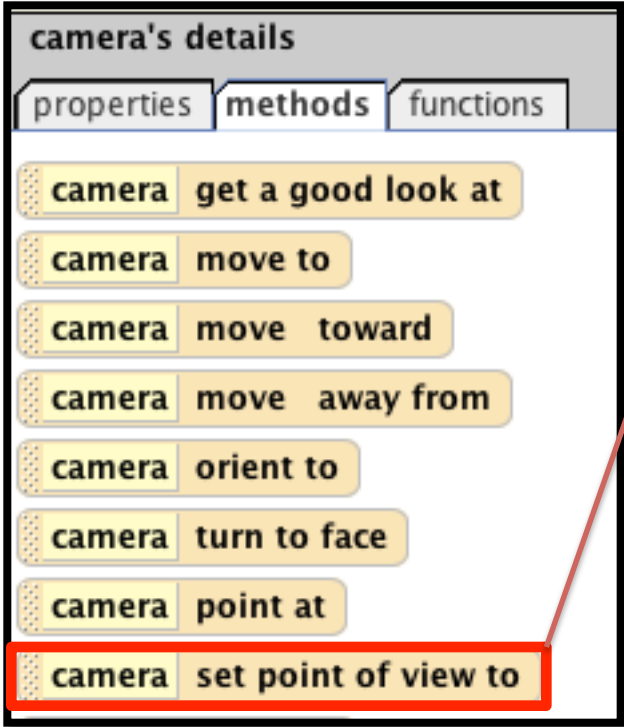 camera's details
properties methods functions
camera get a good look at
camera move to
camera move toward
camera move away from
camera orient to
camera turn to face
camera point at
camera set point of view to